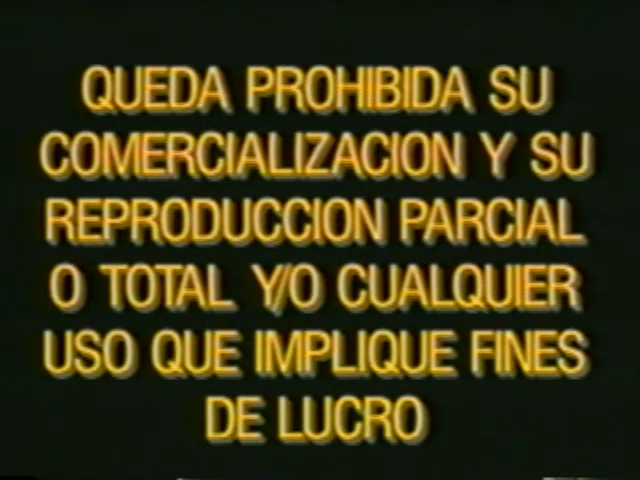 QUEDA PROHIBIDA SU
COMERCIALIZACION Y SU
REPRODUCCION PARCIAL
O TOTAL Y/O CUALQUIER
USO QUE IMPLIQUE FINES
DE LUCRO